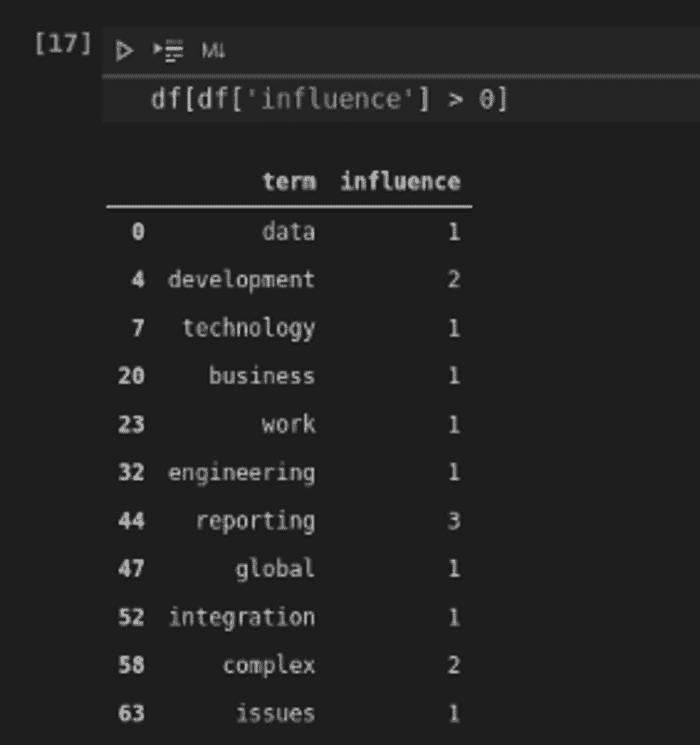 [17] M↓
df[df['influence'] > 0]
term influence
0 data 1
4 development 2
7 technology 1
20 business 1
23 work 1
32 engineering 1
44 reporting 3
47 global 1
52 integration 1
58 complex 2
63 issues 1